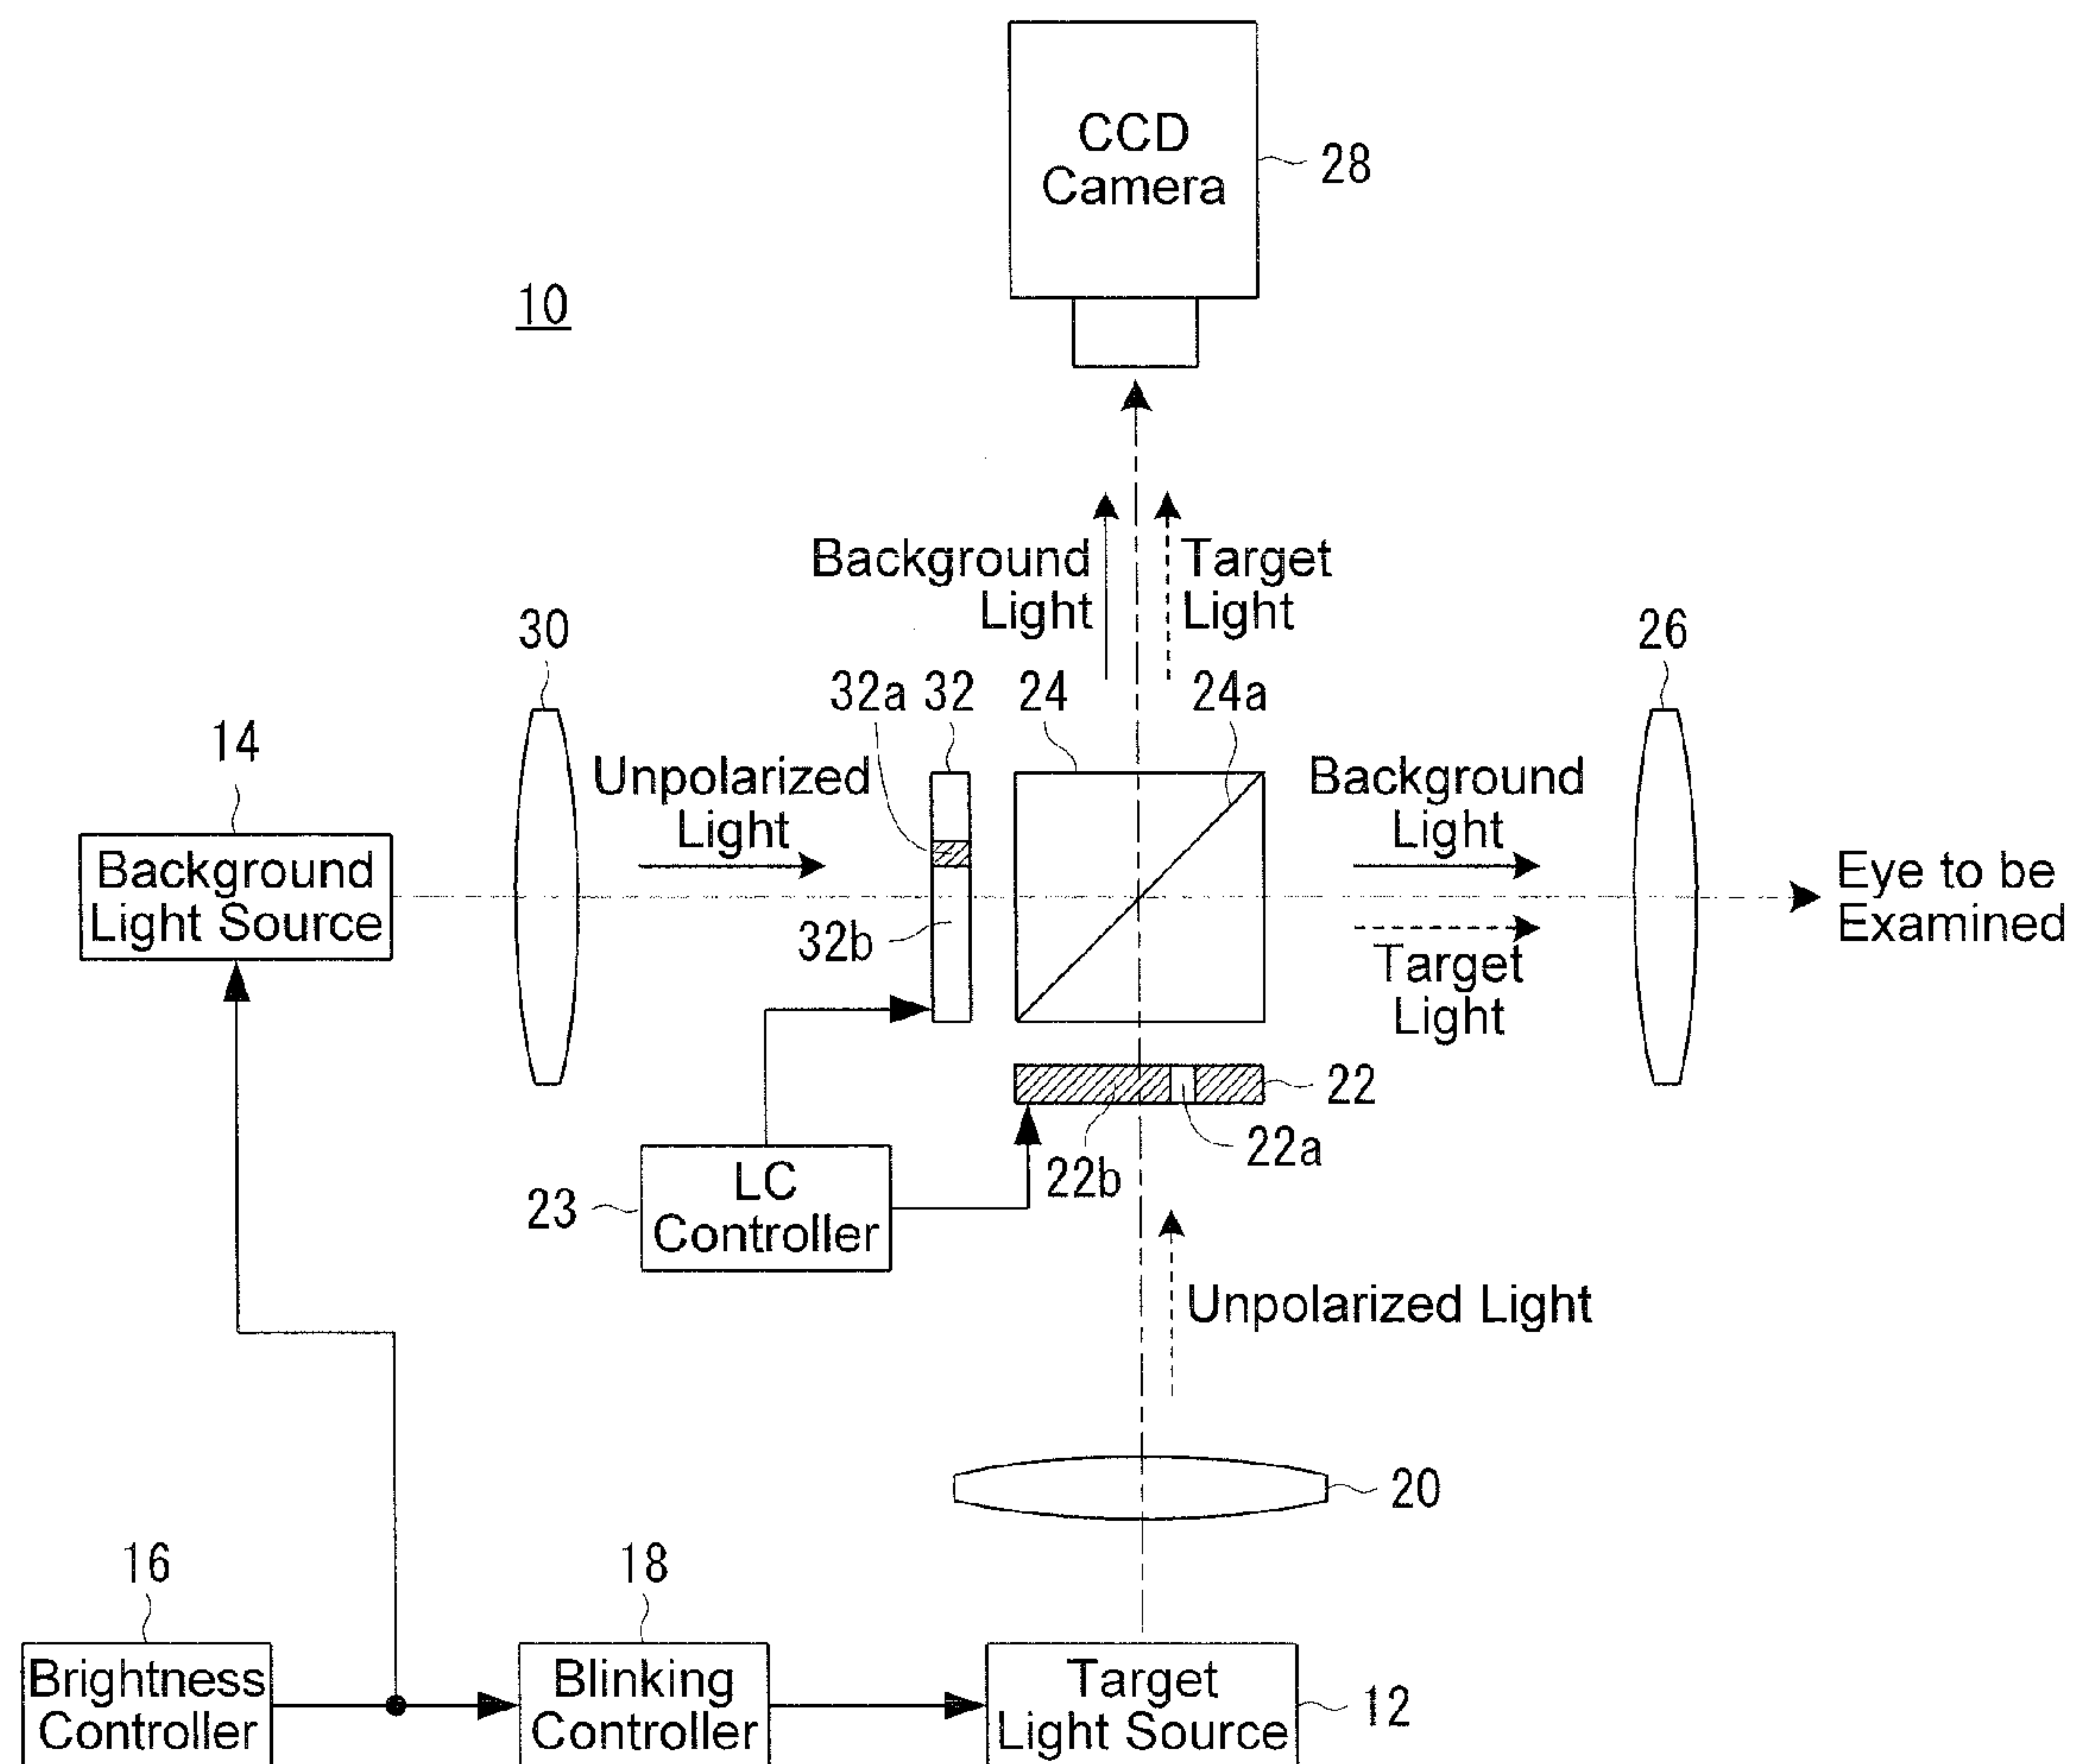 CCD
Camera
28
10
Background
Light
Target
Light
30
26
32a
32
24
24a
14
Unpolarized
Light
Background
Light
Background
Light Source
Eye to be
Examined
32b
Target
Light
22
22a
22b
23
LC
Controller
Unpolarized Light
20
16
18
Brightness
Controller
Blinking
Controller
Target
Light Source
12